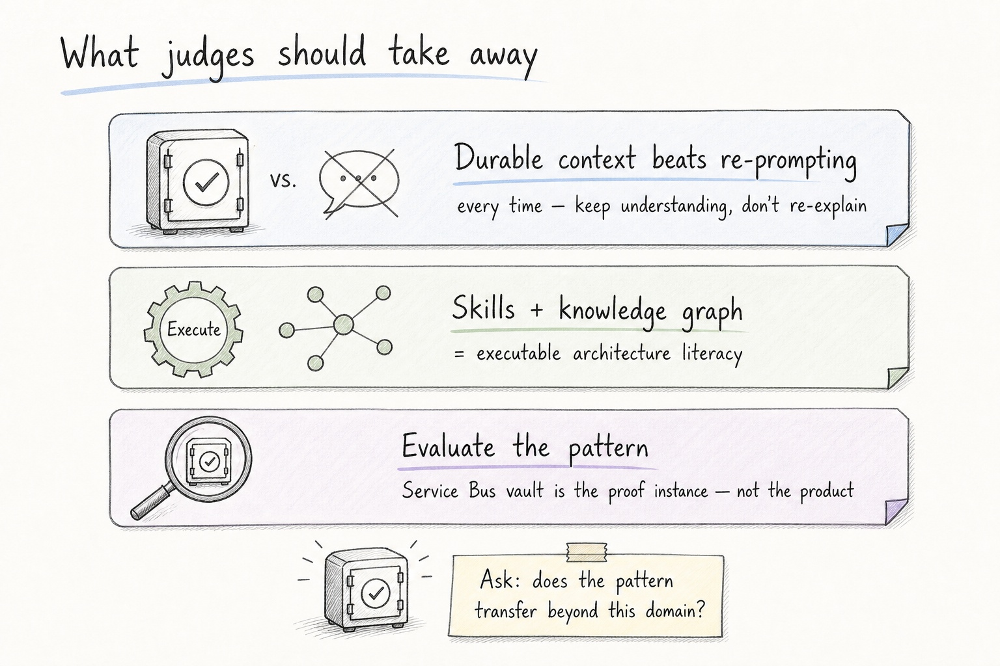 What judges should take away
vs.
Durable context beats re-prompting
every time — keep understanding, don't re-explain
Execute
Skills + knowledge graph
= executable architecture literacy
Evaluate the pattern
Service Bus vault is the proof instance — not the product
Ask: does the pattern
transfer beyond this domain?